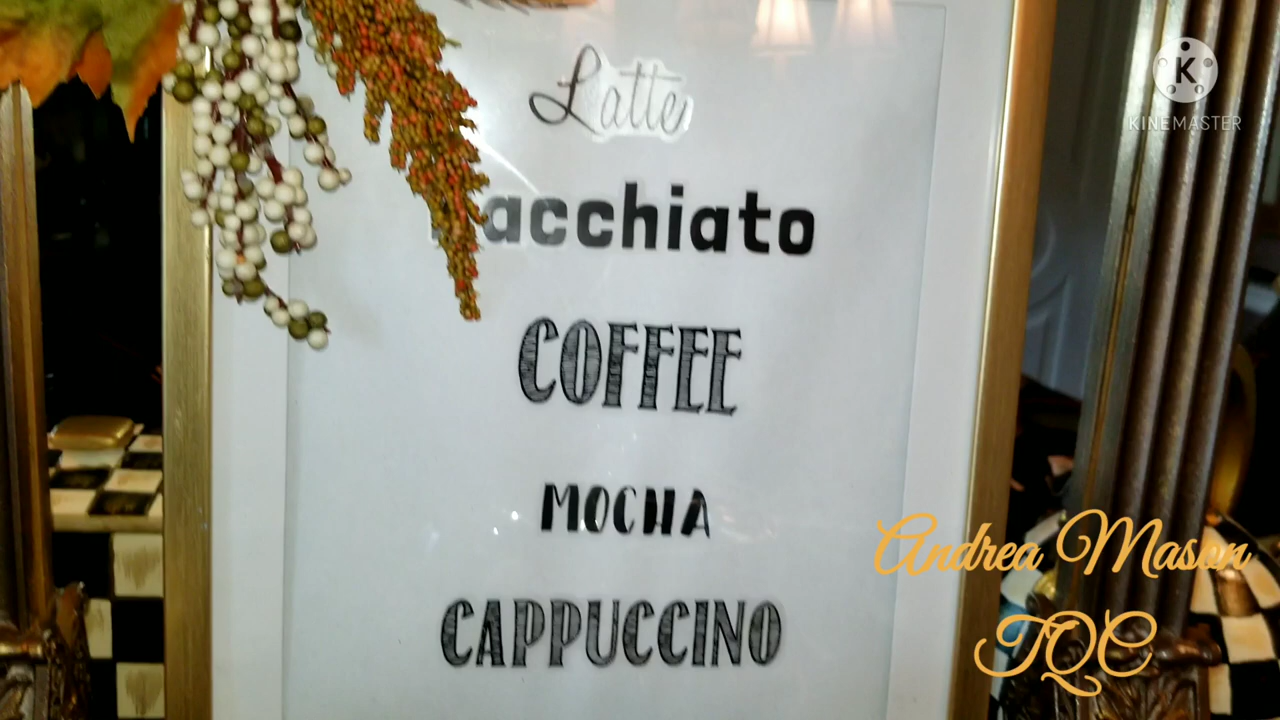 Latte
K
KINEMASTER
acchiato
COFFEE
MOCHA
Andrea Mason
CAPPUCCINO
TQC